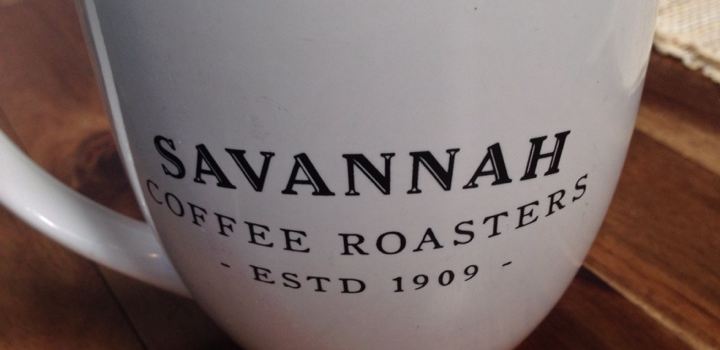 SAVANNAH
COFFEE ROASTERS
- ESTD 1909 -